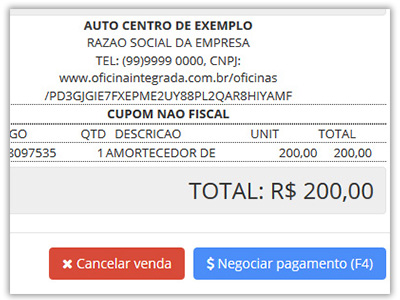 AUTO CENTRO DE EXEMPLO
RAZAO SOCIAL DA EMPRESA
TEL: (99)9999 0000, CNPJ:
www.oficinaintegrada.com.br/oficinas
/PD3GJGIE7FXEPME2UY88PL2QAR8HIYAMF
CUPOM NAO FISCAL
GO QTD DESCRICAO UNIT TOTAL
8097535 1 AMORTECEDOR DE 200,00 200,00
TOTAL: R$ 200,00
Cancelar venda
$ Negociar pagamento (F4)